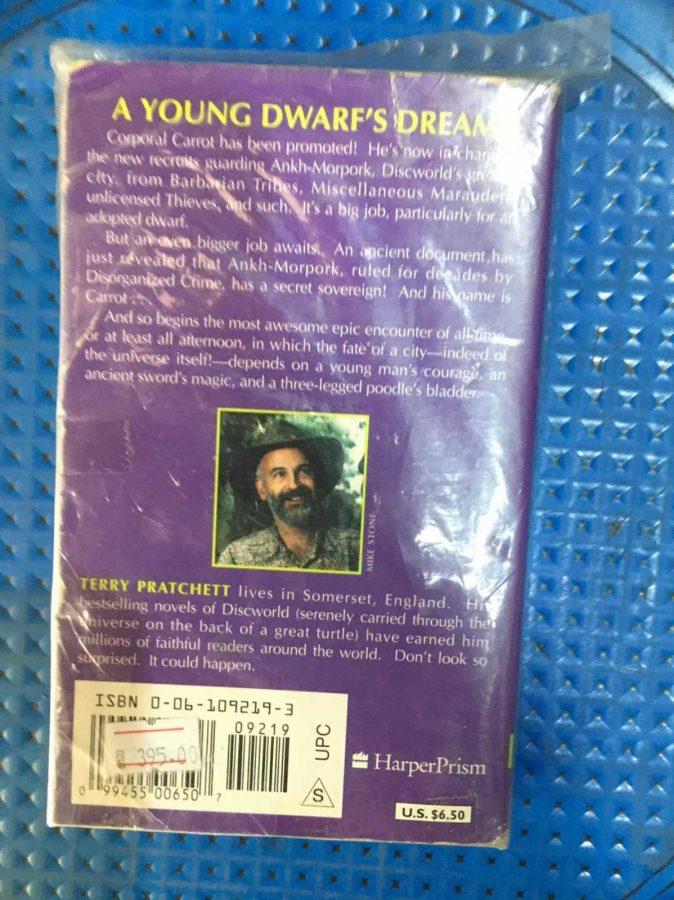 A YOUNG DWARF'S DREAM
Corporal Carrot has been promoted! He's now in charge
the new recruits guarding Ankh-Morpork, Discworld's
city, from Barbarian Tribes, Miscellaneous Marauders
unlicensed Thieves, and such. It's a big job, particularly for an
adopted dwarf.
But an even bigger job awaits. An ancient document has
just revealed that Ankh-Morpork, ruled for decades by
Disorganized Crime, has a secret sovereign! And his name is
Carrot . . .
And so begins the most awesome epic encounter of all time,
or at least all afternoon, in which the fate of a city—indeed of
the universe itself!—depends on a young man's courage, an
ancient sword's magic, and a three-legged poodle's bladder.
MIKE STONE
TERRY PRATCHETT lives in Somerset, England. His
bestselling novels of Discworld (serenely carried through the
universe on the back of a great turtle) have earned him
millions of faithful readers around the world. Don't look so
surprised. It could happen.
ISBN 0-06-109219-3
09219
395.00
0 99455 00650 7
UPC
S
HarperPrism
U.S. $6.50